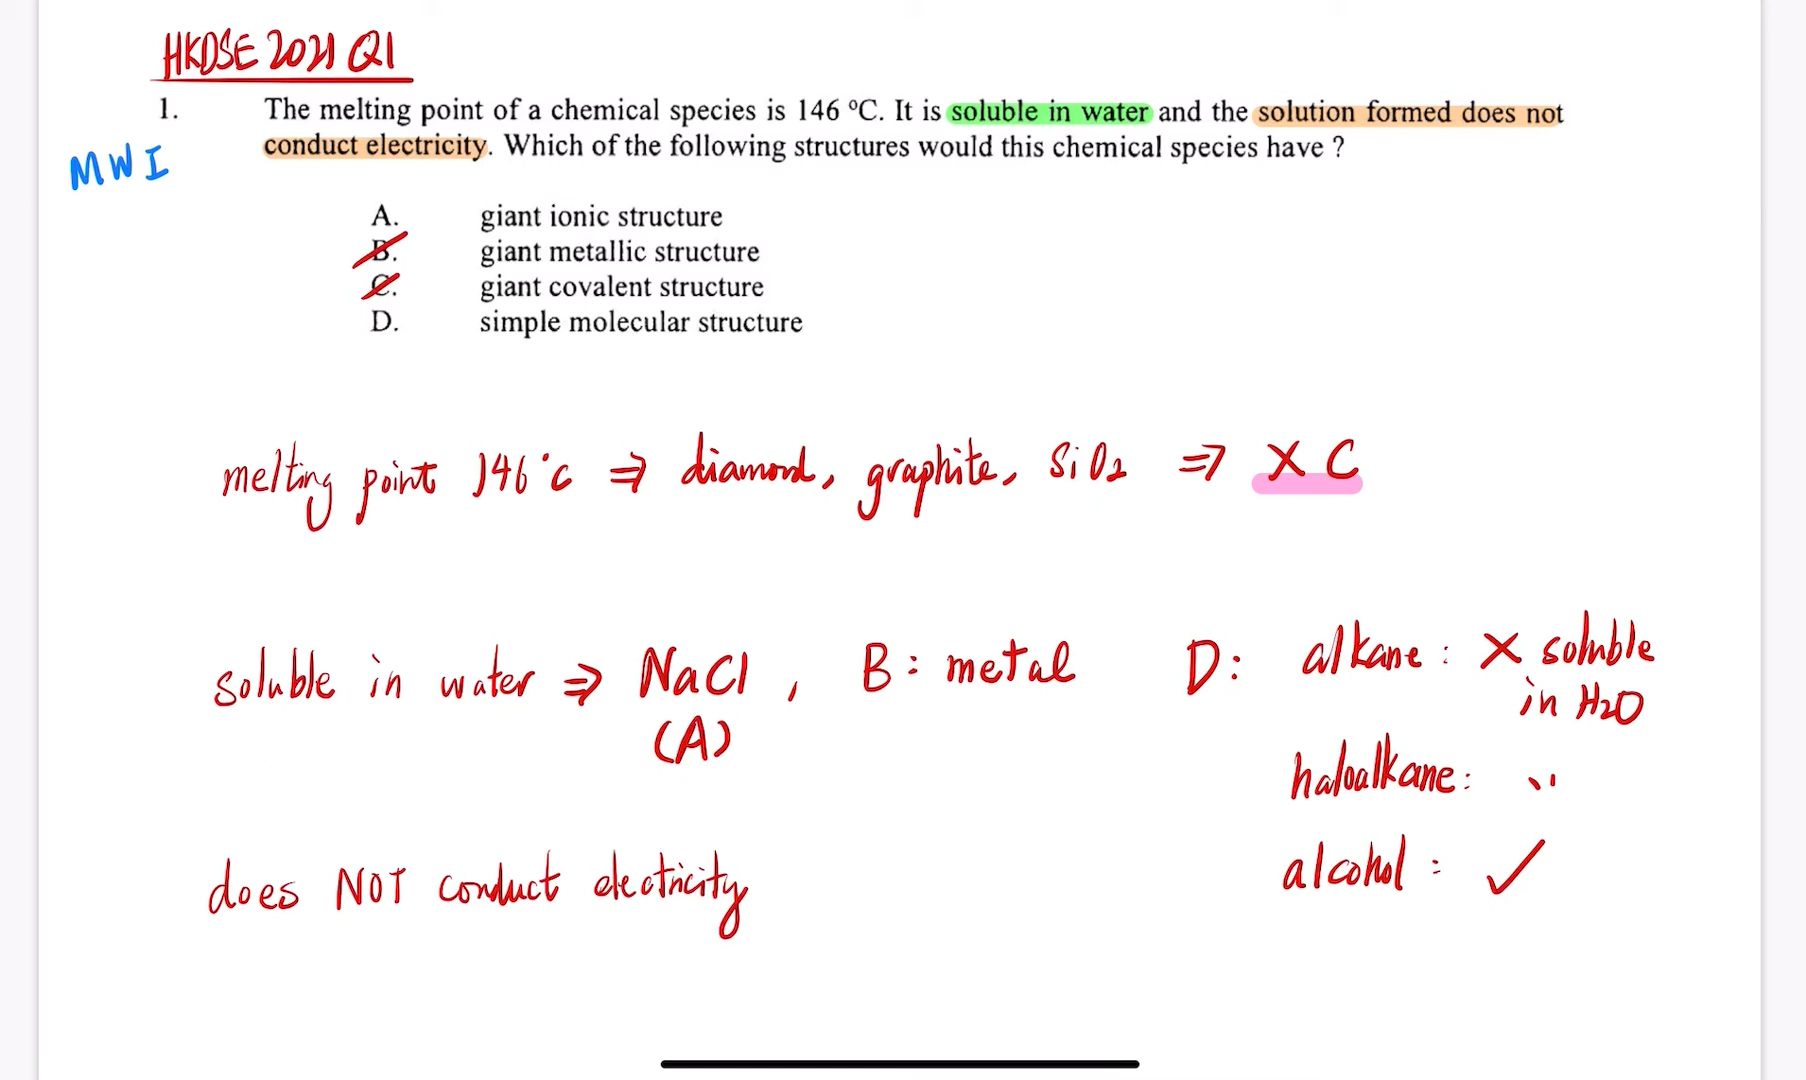 HKDSE 2021 Q1
1. The melting point of a chemical species is 146 °C. It is soluble in water and the solution formed does not
conduct electricity. Which of the following structures would this chemical species have ?
MWI
A. giant ionic structure
B. giant metallic structure
C. giant covalent structure
D. simple molecular structure
melting point 146°C ⇒ diamond, graphite, SiO2 ⇒ X C
soluble in water ⇒ NaCl, B: metal D: alkane: X soluble
in H2O
(A)
haloalkane: ''
does NOT conduct electricity
alcohol: ✓